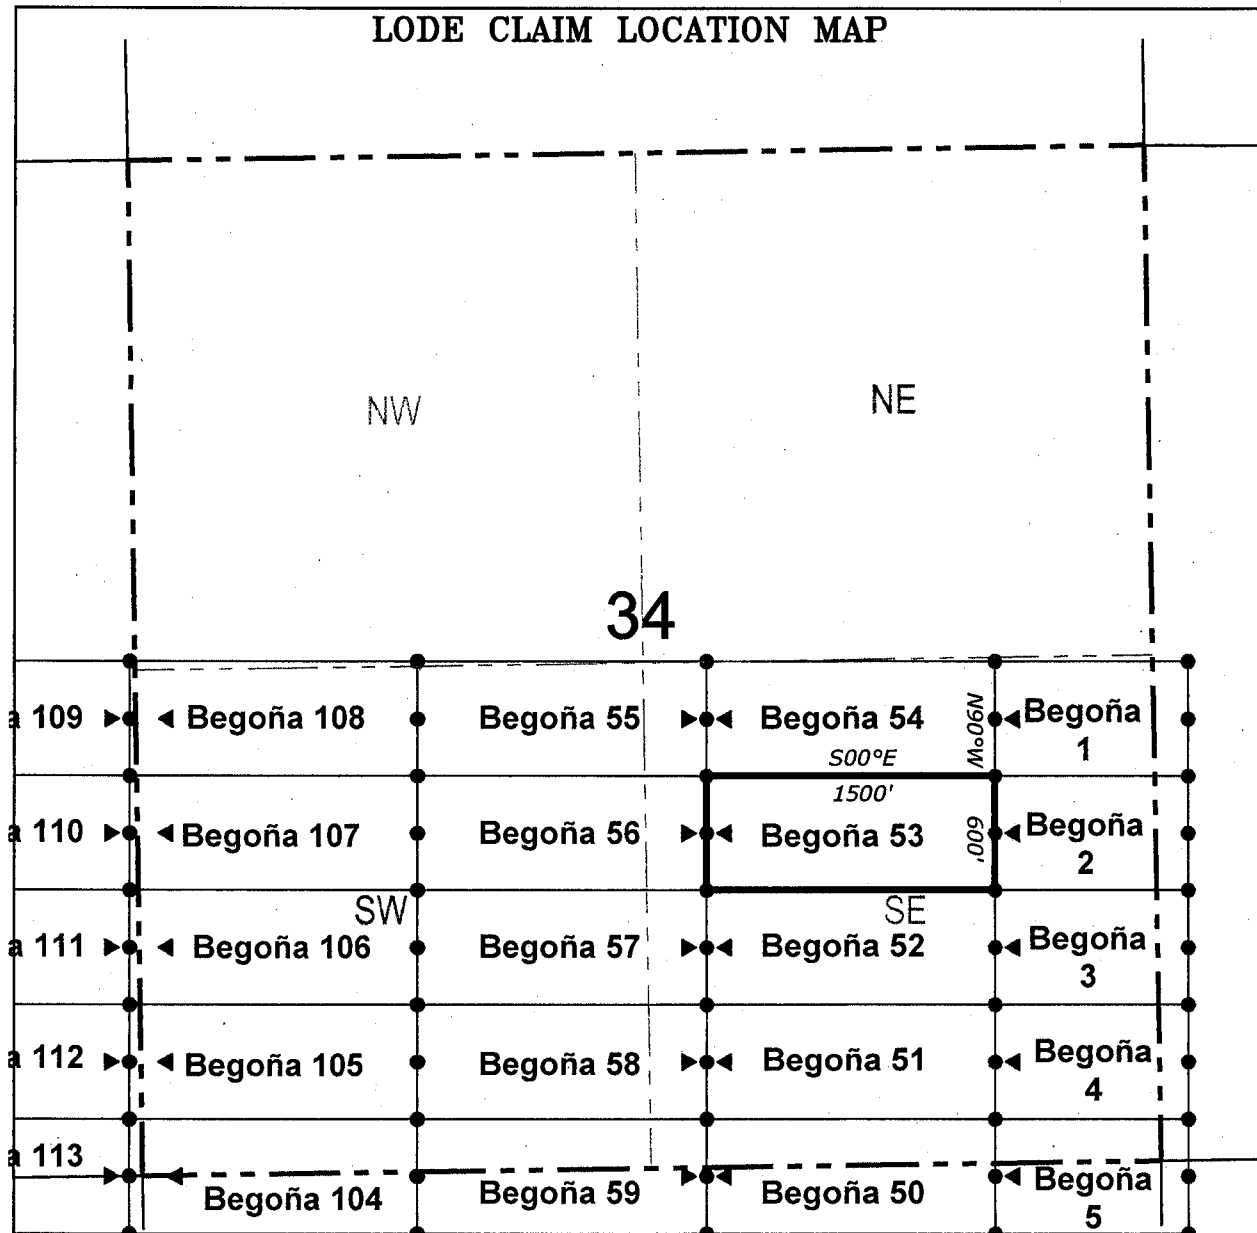 LODE CLAIM LOCATION MAP
NW
NE
34
a 109
Begoña 108
Begoña 55
Begoña 54
N90°W
Begoña
1
S00°E
1500'
a 110
Begoña 107
Begoña 56
Begoña 53
600'
Begoña
2
SW
SE
a 111
Begoña 106
Begoña 57
Begoña 52
Begoña
3
a 112
Begoña 105
Begoña 58
Begoña 51
Begoña
4
a 113
Begoña 104
Begoña 59
Begoña 50
Begoña
5